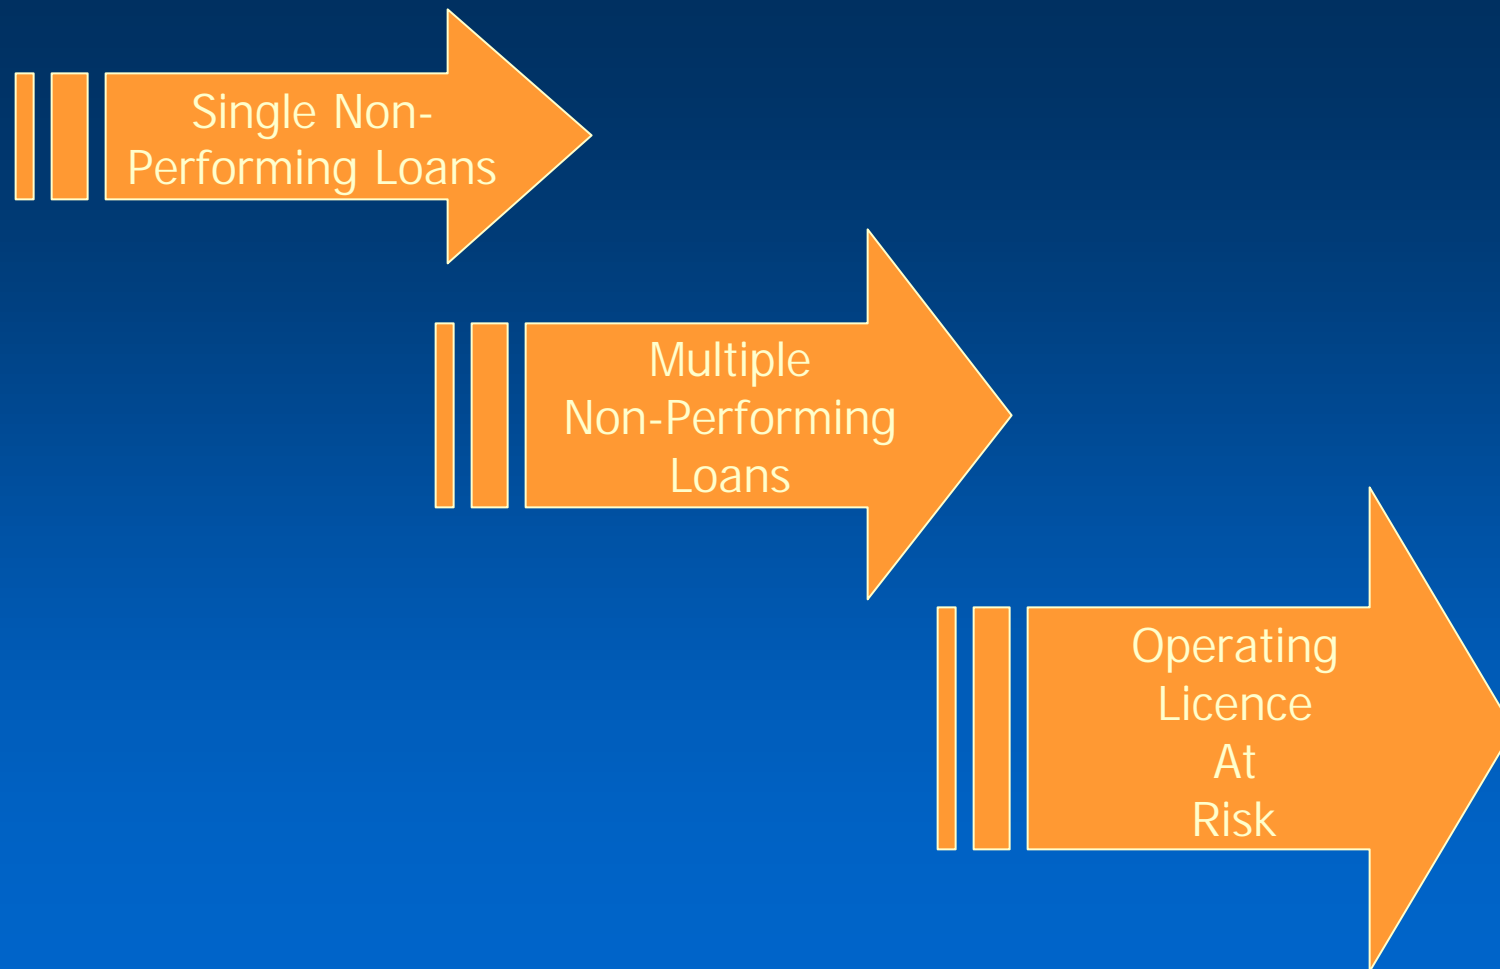 Single Non-
Performing Loans
Multiple
Non-Performing
Loans
Operating
Licence
At
Risk